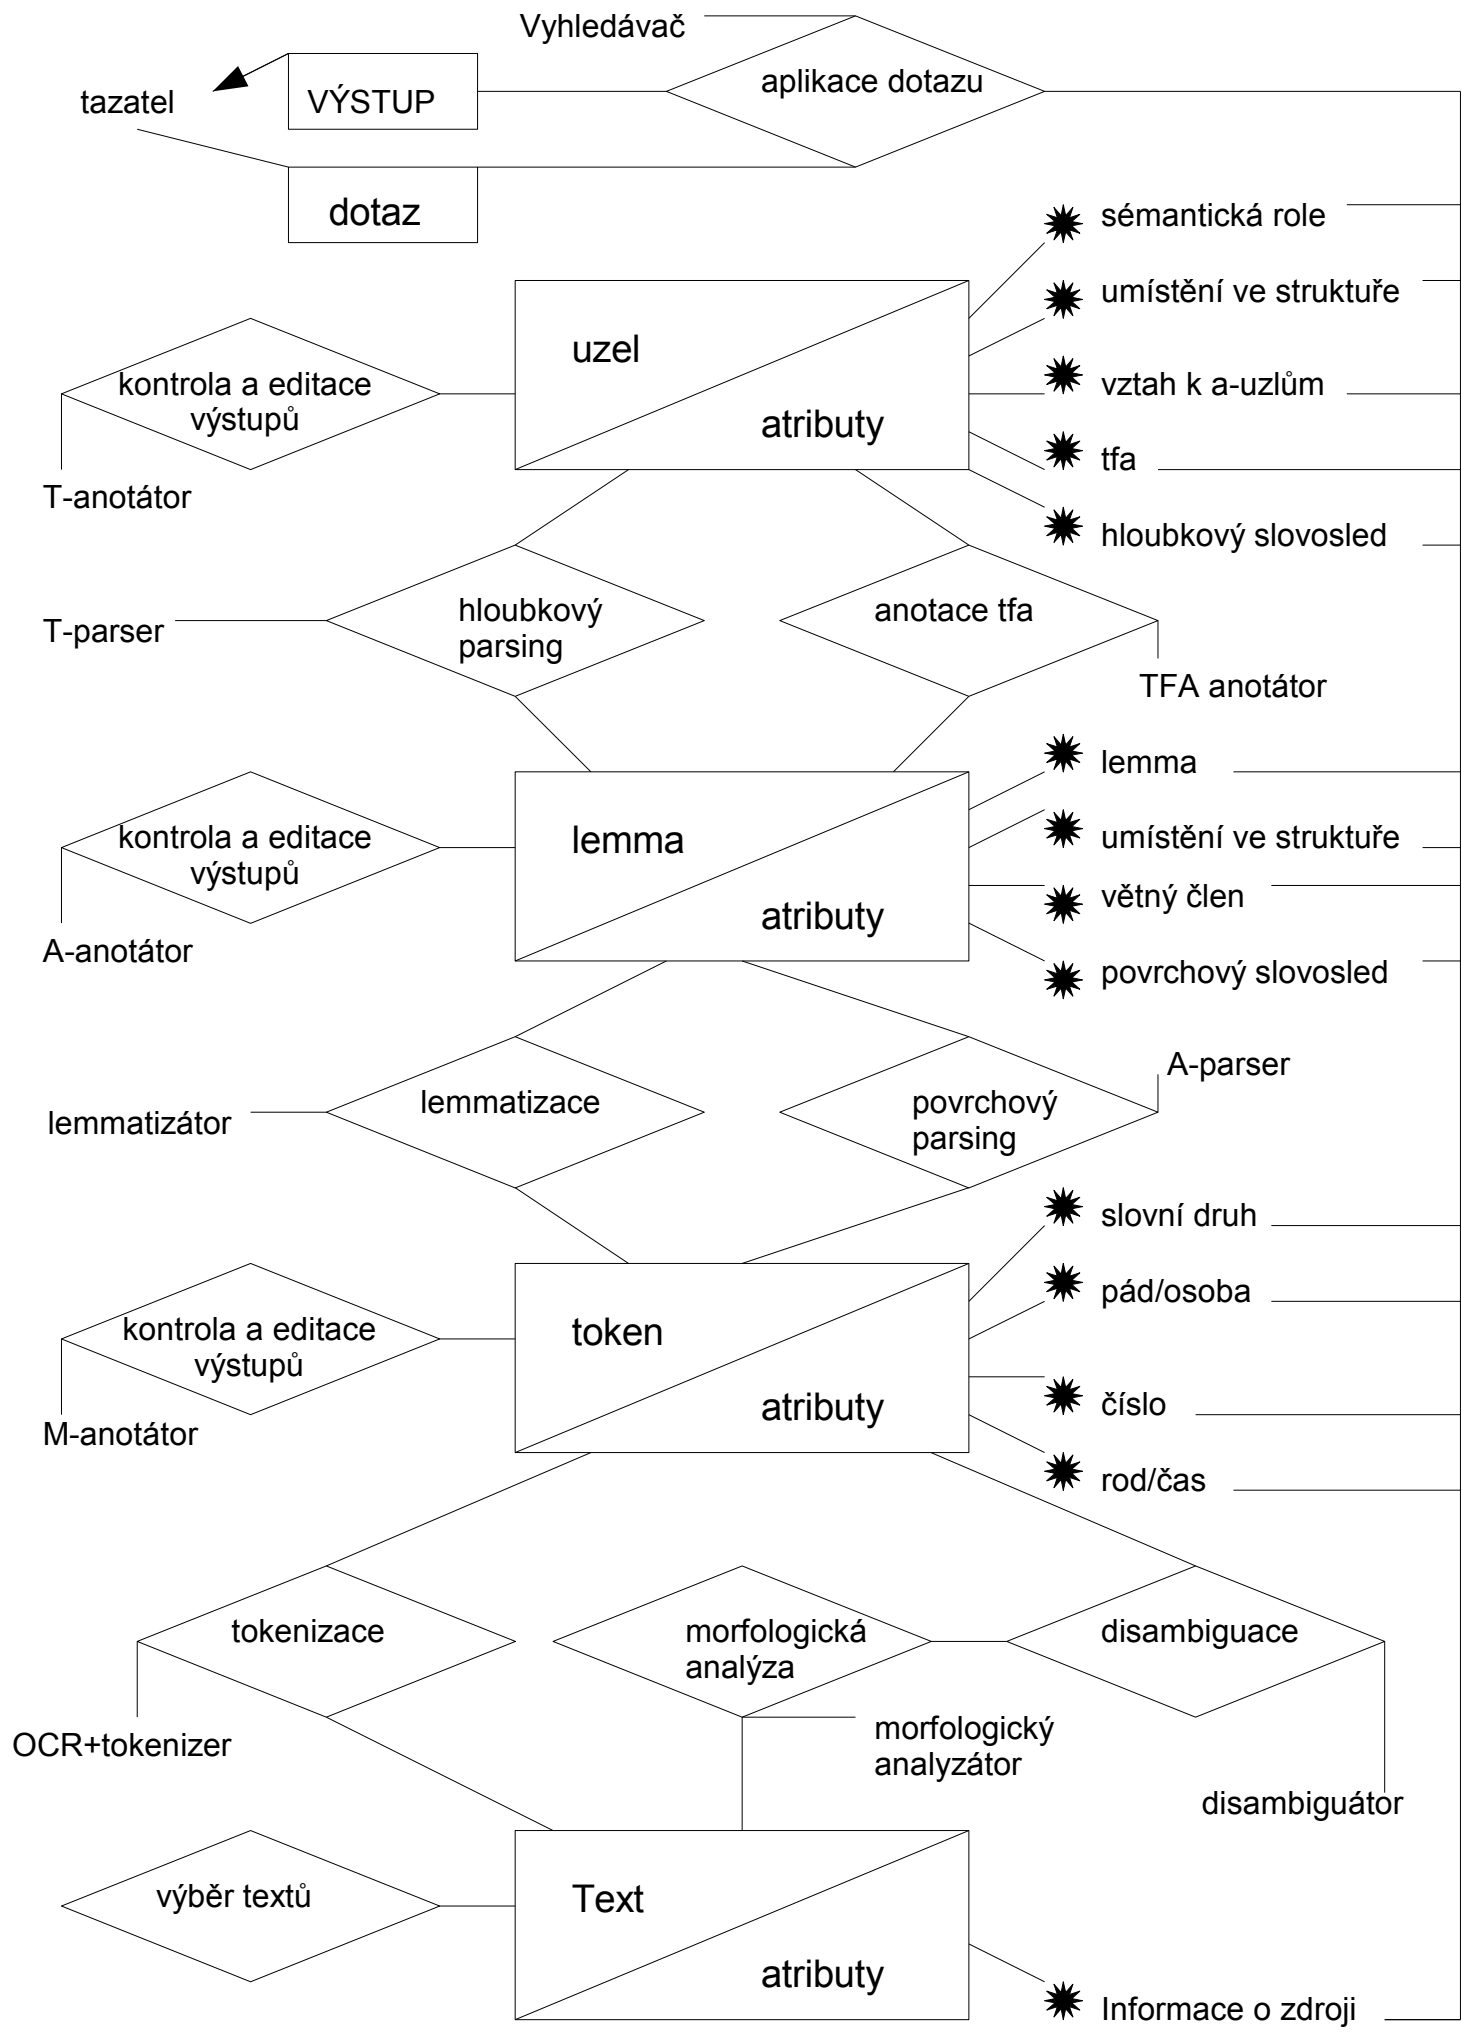 Vyhledávač
aplikace dotazu
tazatel
VÝSTUP
dotaz
sémantická role
umístění ve struktuře
uzel
kontrola a editace
výstupů
vztah k a-uzlům
atributy
tfa
T-anotátor
hloubkový slovosled
T-parser
hloubkový
parsing
anotace tfa
TFA anotátor
lemma
kontrola a editace
výstupů
lemma
umístění ve struktuře
větný člen
atributy
A-anotátor
povrchový slovosled
A-parser
lemmatizátor
lemmatizace
povrchový
parsing
slovní druh
pád/osoba
kontrola a editace
výstupů
token
atributy
číslo
M-anotátor
rod/čas
tokenizace
morfologická
analýza
disambiguace
OCR+tokenizer
morfologický
analyzátor
disambiguátor
výběr textů
Text
atributy
Informace o zdroji